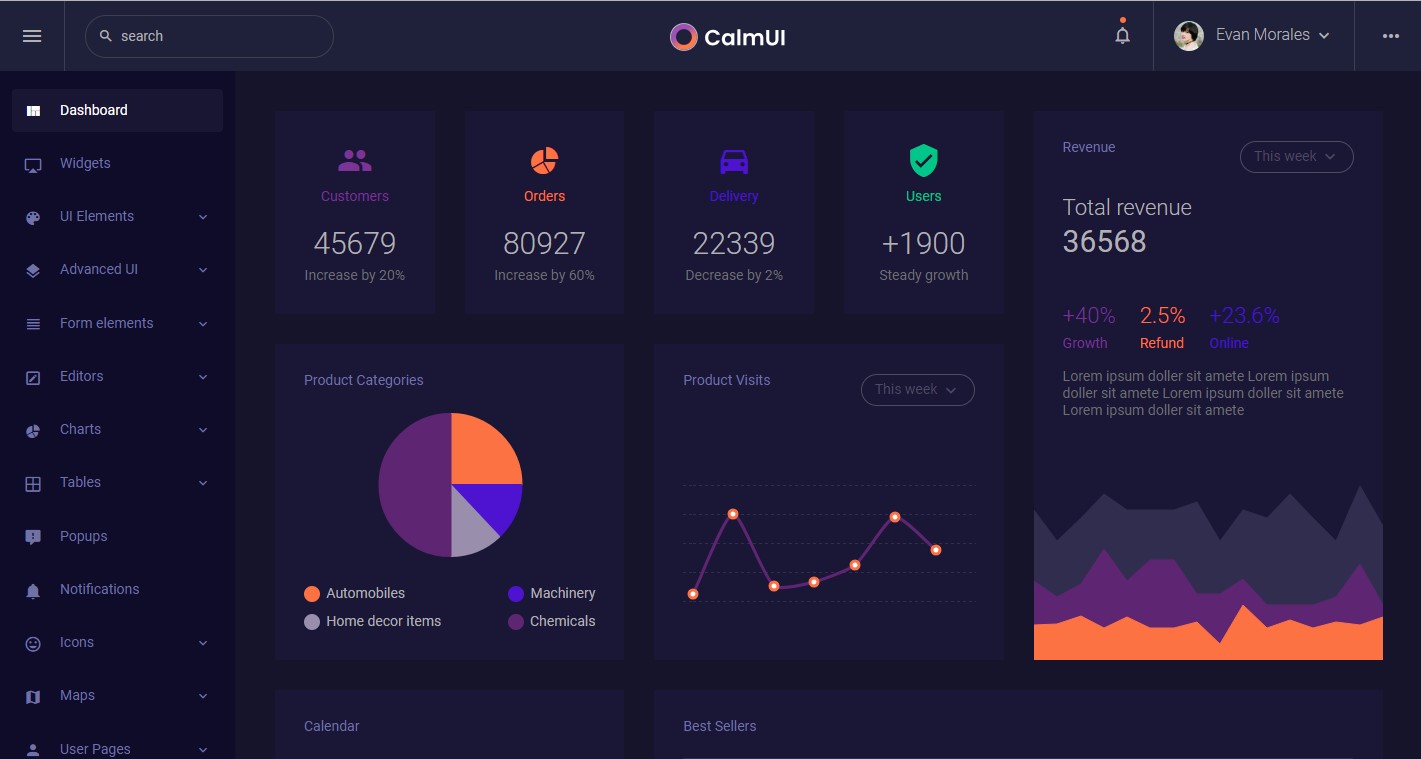 search
CalmUI
Evan Morales
Dashboard
Widgets
UI Elements
Advanced UI
Form elements
Editors
Charts
Tables
Popups
Notifications
Icons
Maps
User Pages
Customers
45679
Increase by 20%
Orders
80927
Increase by 60%
Delivery
22339
Decrease by 2%
Users
+1900
Steady growth
Revenue
This week
Total revenue
36568
+40% 2.5% +23.6%
Growth Refund Online
Lorem ipsum doller sit amete Lorem ipsum
doller sit amete Lorem ipsum doller sit amete
Lorem ipsum doller sit amete
Product Categories
Automobiles Machinery
Home decor items Chemicals
Product Visits
This week
Calendar
Best Sellers